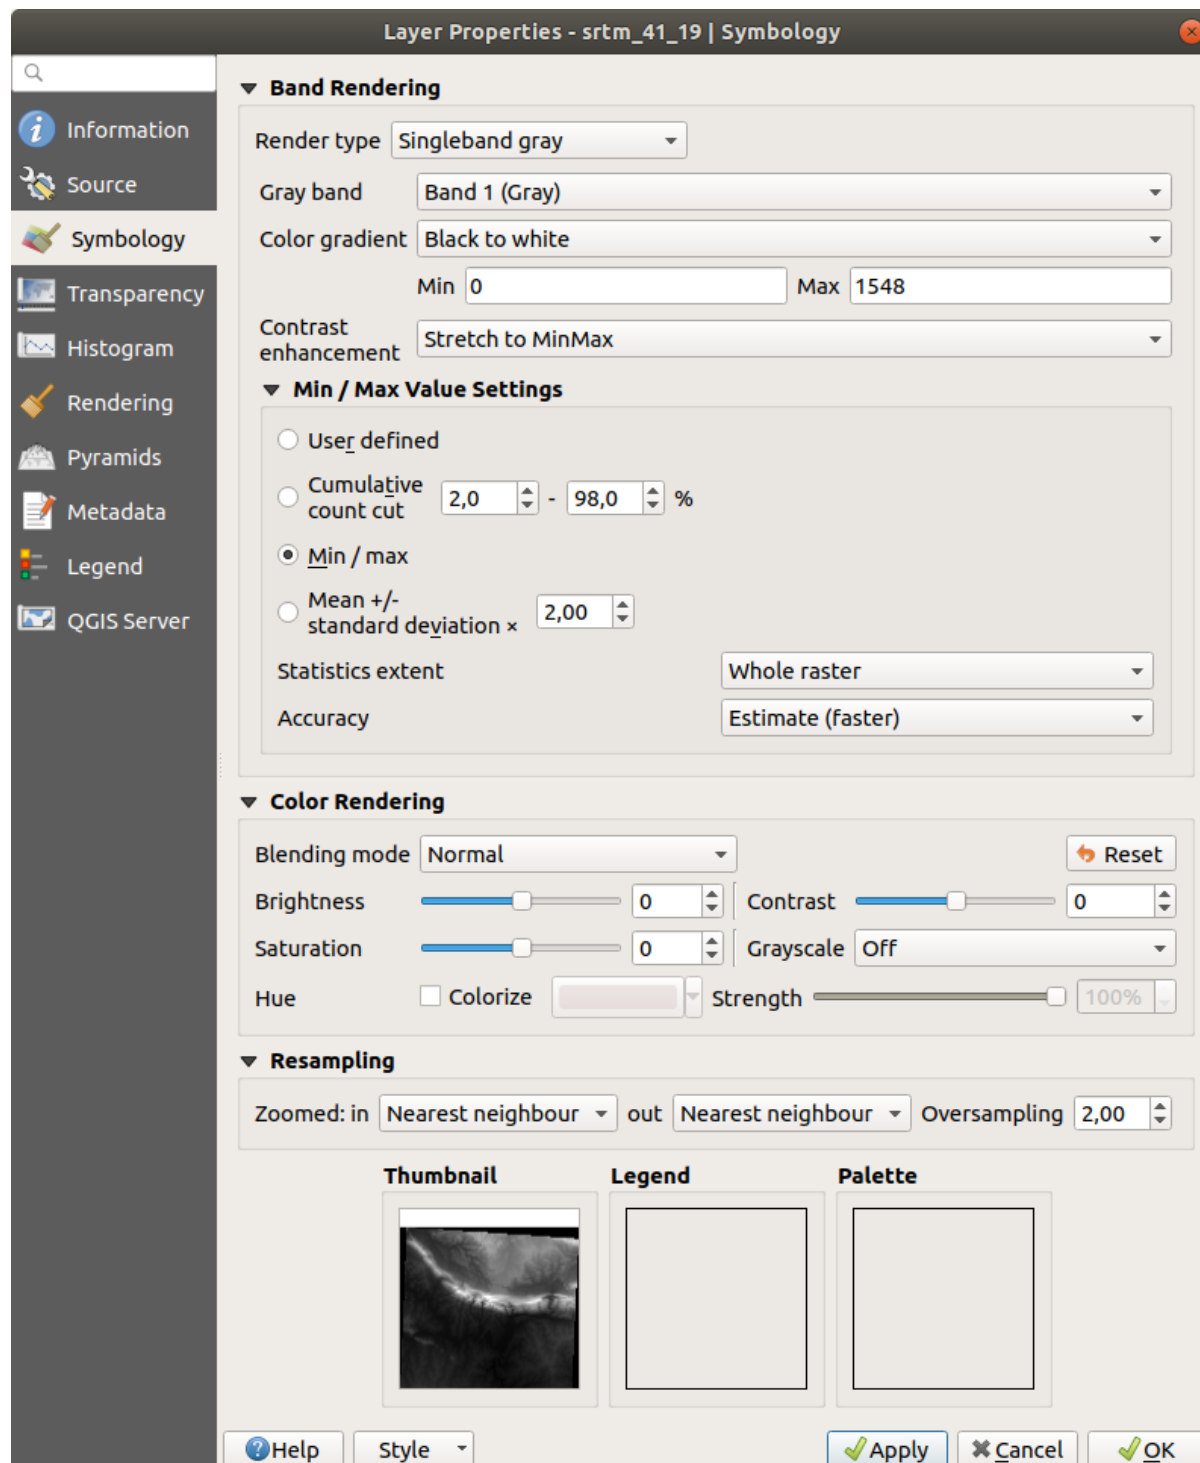 Layer Properties - srtm_41_19 | Symbology
Information
Source
Symbology
Transparency
Histogram
Rendering
Pyramids
Metadata
Legend
QGIS Server
Band Rendering
Render type Singleband gray
Gray band Band 1 (Gray)
Color gradient Black to white
Min 0 Max 1548
Contrast
enhancement Stretch to MinMax
Min / Max Value Settings
User defined
Cumulative
count cut 2,0 - 98,0 %
Min / max
Mean +/-
standard deviation × 2,00
Statistics extent Whole raster
Accuracy Estimate (faster)
Color Rendering
Blending mode Normal Reset
Brightness 0 Contrast 0
Saturation 0 Grayscale Off
Hue Colorize Strength 100%
Resampling
Zoomed: in Nearest neighbour out Nearest neighbour Oversampling 2,00
Thumbnail Legend Palette
Help Style Apply Cancel OK